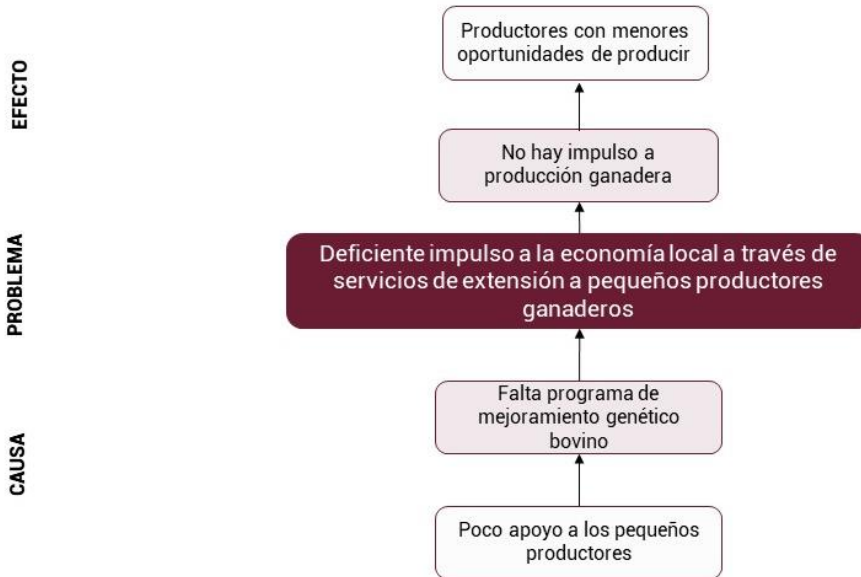 EFECTO
Productores con menores
oportunidades de producir
No hay impulso a
producción ganadera
PROBLEMA
Deficiente impulso a la economía local a través de
servicios de extensión a pequeños productores
ganaderos
CAUSA
Falta programa de
mejoramiento genético
bovino
Poco apoyo a los pequeños
productores